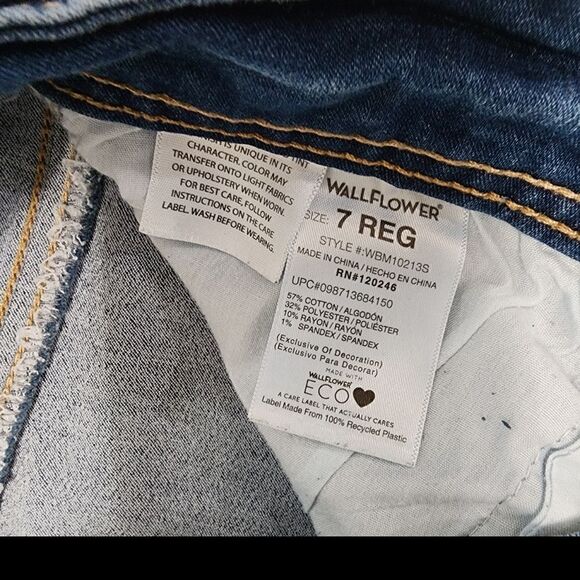 IS UNIQUE IN ITS
CHARACTER. COLOR MAY
TRANSFER ONTO LIGHT FABRICS
OR UPHOLSTERY WHEN WORN.
FOR BEST CARE, FOLLOW
INSTRUCTIONS ON THE CARE
LABEL. WASH BEFORE WEARING.
WALLFLOWER®
SIZE: 7 REG
STYLE #:WBM10213S
MADE IN CHINA / HECHO EN CHINA
RN#120246
UPC#098713684150
57% COTTON / ALGODÓN
32% POLYESTER / POLIÉSTER
10% RAYON / RAYÓN
1% SPANDEX / SPANDEX
(Exclusive Of Decoration)
(Exclusivo Para Decorar)
MADE WITH
WALLFLOWER
ECO
A CARE LABEL THAT ACTUALLY CARES
Label Made From 100% Recycled Plastic